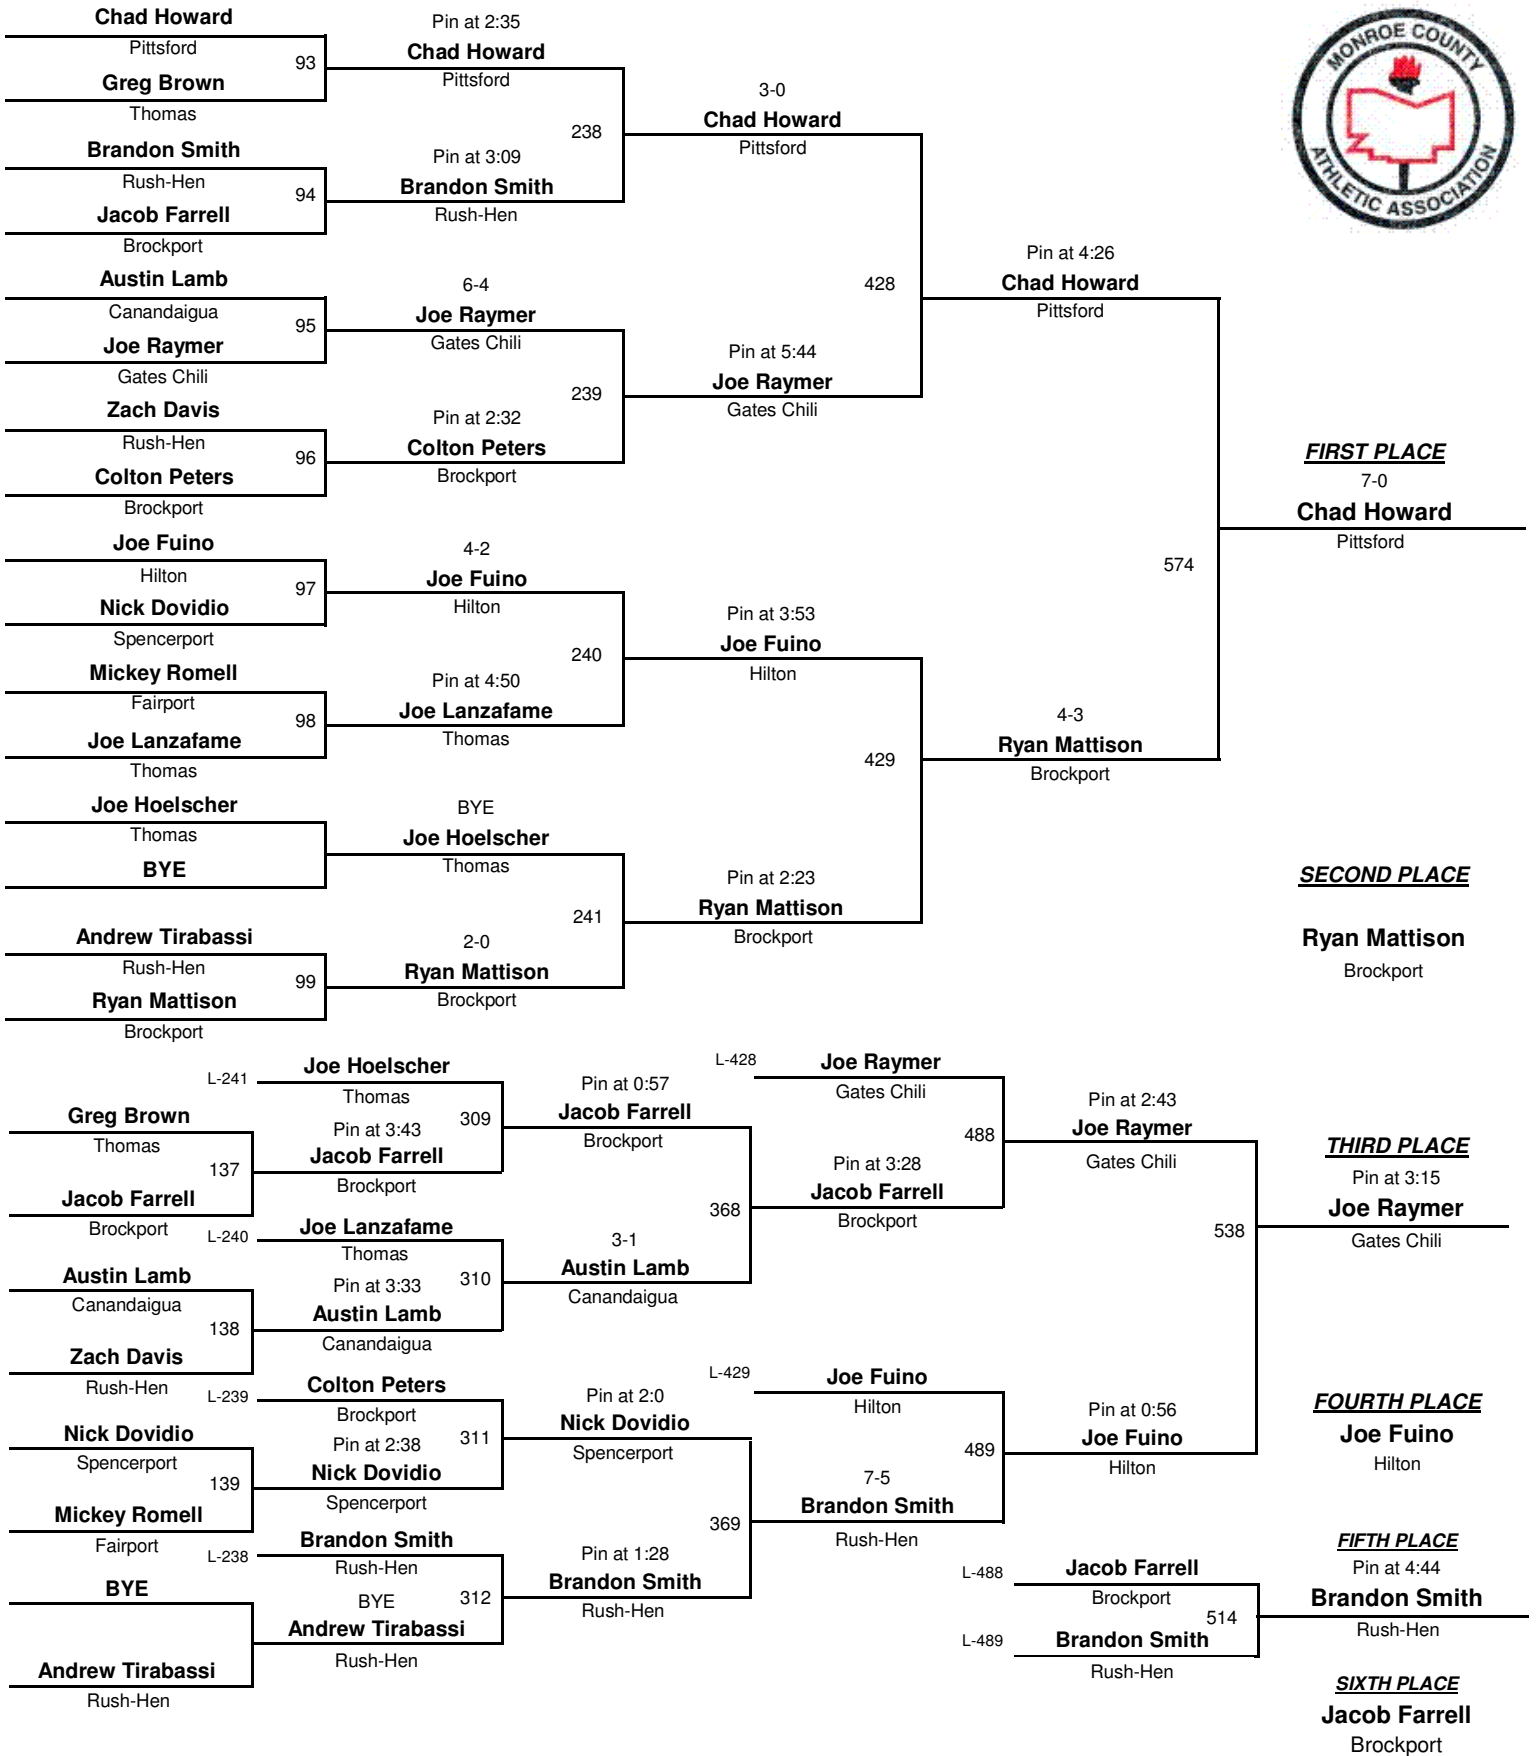 Chad Howard
Pittsford
93
Greg Brown
Thomas
Brandon Smith
Rush-Hen
94
Jacob Farrell
Brockport
Austin Lamb
Canandaigua
95
Joe Raymer
Gates Chili
Zach Davis
Rush-Hen
96
Colton Peters
Brockport
Joe Fuino
Hilton
97
Nick Dovidio
Spencerport
Mickey Romell
Fairport
98
Joe Lanzafame
Thomas
Joe Hoelscher
Thomas
BYE
Andrew Tirabassi
Rush-Hen
99
Ryan Mattison
Brockport
Pin at 2:35
Chad Howard
Pittsford
238
Pin at 3:09
Brandon Smith
Rush-Hen
6-4
Joe Raymer
Gates Chili
239
Pin at 2:32
Colton Peters
Brockport
4-2
Joe Fuino
Hilton
240
Pin at 4:50
Joe Lanzafame
Thomas
BYE
Joe Hoelscher
Thomas
241
2-0
Ryan Mattison
Brockport
3-0
Chad Howard
Pittsford
428
Pin at 5:44
Joe Raymer
Gates Chili
Pin at 3:53
Joe Fuino
Hilton
429
Pin at 2:23
Ryan Mattison
Brockport
Pin at 4:26
Chad Howard
Pittsford
574
4-3
Ryan Mattison
Brockport
MONROE COUNTY
ATHLETIC ASSOCIATION
FIRST PLACE
7-0
Chad Howard
Pittsford
SECOND PLACE
Ryan Mattison
Brockport
L-241
Joe Hoelscher
Thomas
309
Greg Brown
Thomas
137
Jacob Farrell
Brockport
Pin at 3:43
Jacob Farrell
Brockport
L-240
Joe Lanzafame
Thomas
310
Austin Lamb
Canandaigua
138
Zach Davis
Rush-Hen
Pin at 3:33
Austin Lamb
Canandaigua
L-239
Colton Peters
Brockport
311
Nick Dovidio
Spencerport
139
Mickey Romell
Fairport
Pin at 2:38
Nick Dovidio
Spencerport
L-238
Brandon Smith
Rush-Hen
312
BYE
Andrew Tirabassi
Rush-Hen
BYE
Andrew Tirabassi
Rush-Hen
Pin at 0:57
Jacob Farrell
Brockport
368
3-1
Austin Lamb
Canandaigua
Pin at 2:0
Nick Dovidio
Spencerport
369
Pin at 1:28
Brandon Smith
Rush-Hen
L-428
Joe Raymer
Gates Chili
488
Pin at 3:28
Jacob Farrell
Brockport
L-429
Joe Fuino
Hilton
489
7-5
Brandon Smith
Rush-Hen
Pin at 2:43
Joe Raymer
Gates Chili
538
Pin at 0:56
Joe Fuino
Hilton
L-488
Jacob Farrell
Brockport
514
L-489
Brandon Smith
Rush-Hen
THIRD PLACE
Pin at 3:15
Joe Raymer
Gates Chili
FOURTH PLACE
Joe Fuino
Hilton
FIFTH PLACE
Pin at 4:44
Brandon Smith
Rush-Hen
SIXTH PLACE
Jacob Farrell
Brockport